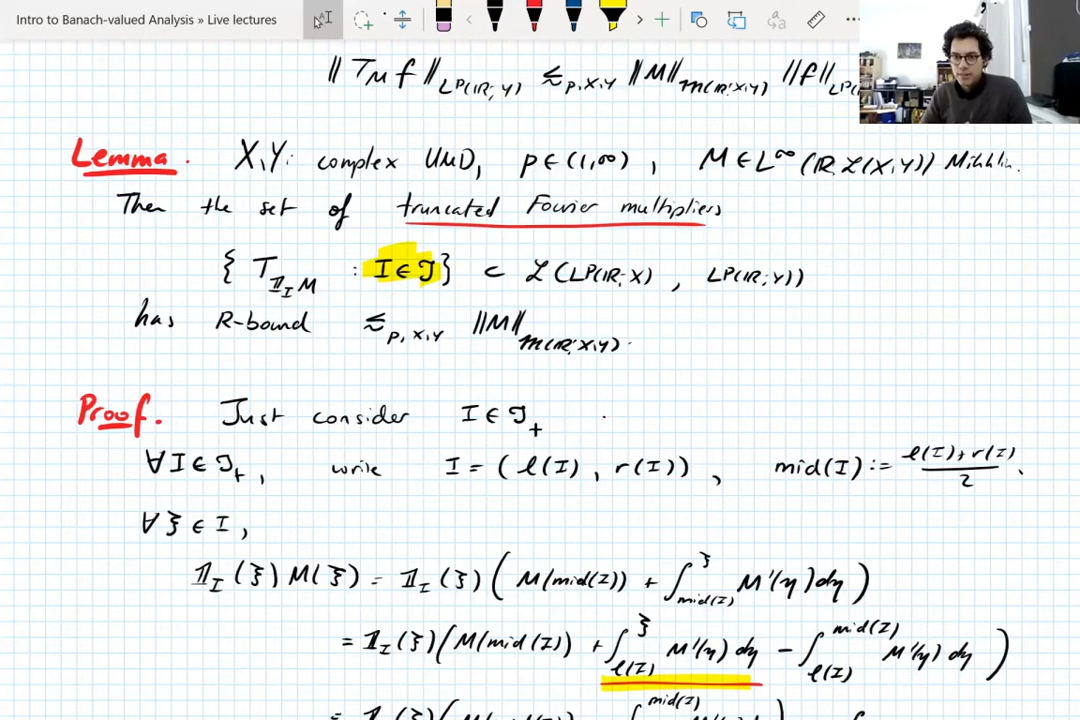 Intro to Banach-valued Analysis » Live lectures
‖T_M f‖_{L^p(ℝ;Y)} ≲_{p,X,Y} ‖M‖_{𝓜(ℝ;X,Y)} ‖f‖_{L^p(
Lemma. X,Y: complex UMD, p ∈ (1,∞), M ∈ L^∞(ℝ, ℒ(X,Y)) Mihhlin.
Then the set of truncated Fourier multipliers
{ T_{𝟙_I M} : I ∈ 𝒥 } ⊂ ℒ(L^p(ℝ;X), L^p(ℝ;Y))
has R-bound ≲_{p,X,Y} ‖M‖_{𝓜(ℝ;X,Y)}.
Proof. Just consider I ∈ 𝒥_+.
∀ I ∈ 𝒥_+, write I = (ℓ(I), r(I)), mid(I) := (ℓ(I)+r(I))/2.
∀ ξ ∈ I,
𝟙_I(ξ) M(ξ) = 𝟙_I(ξ) ( M(mid(I)) + ∫_{mid(I)}^{ξ} M'(η) dη )
= 𝟙_I(ξ) ( M(mid(I)) + ∫_{ℓ(I)}^{ξ} M'(η) dη − ∫_{ℓ(I)}^{mid(I)} M'(η) dη )
mid(I)